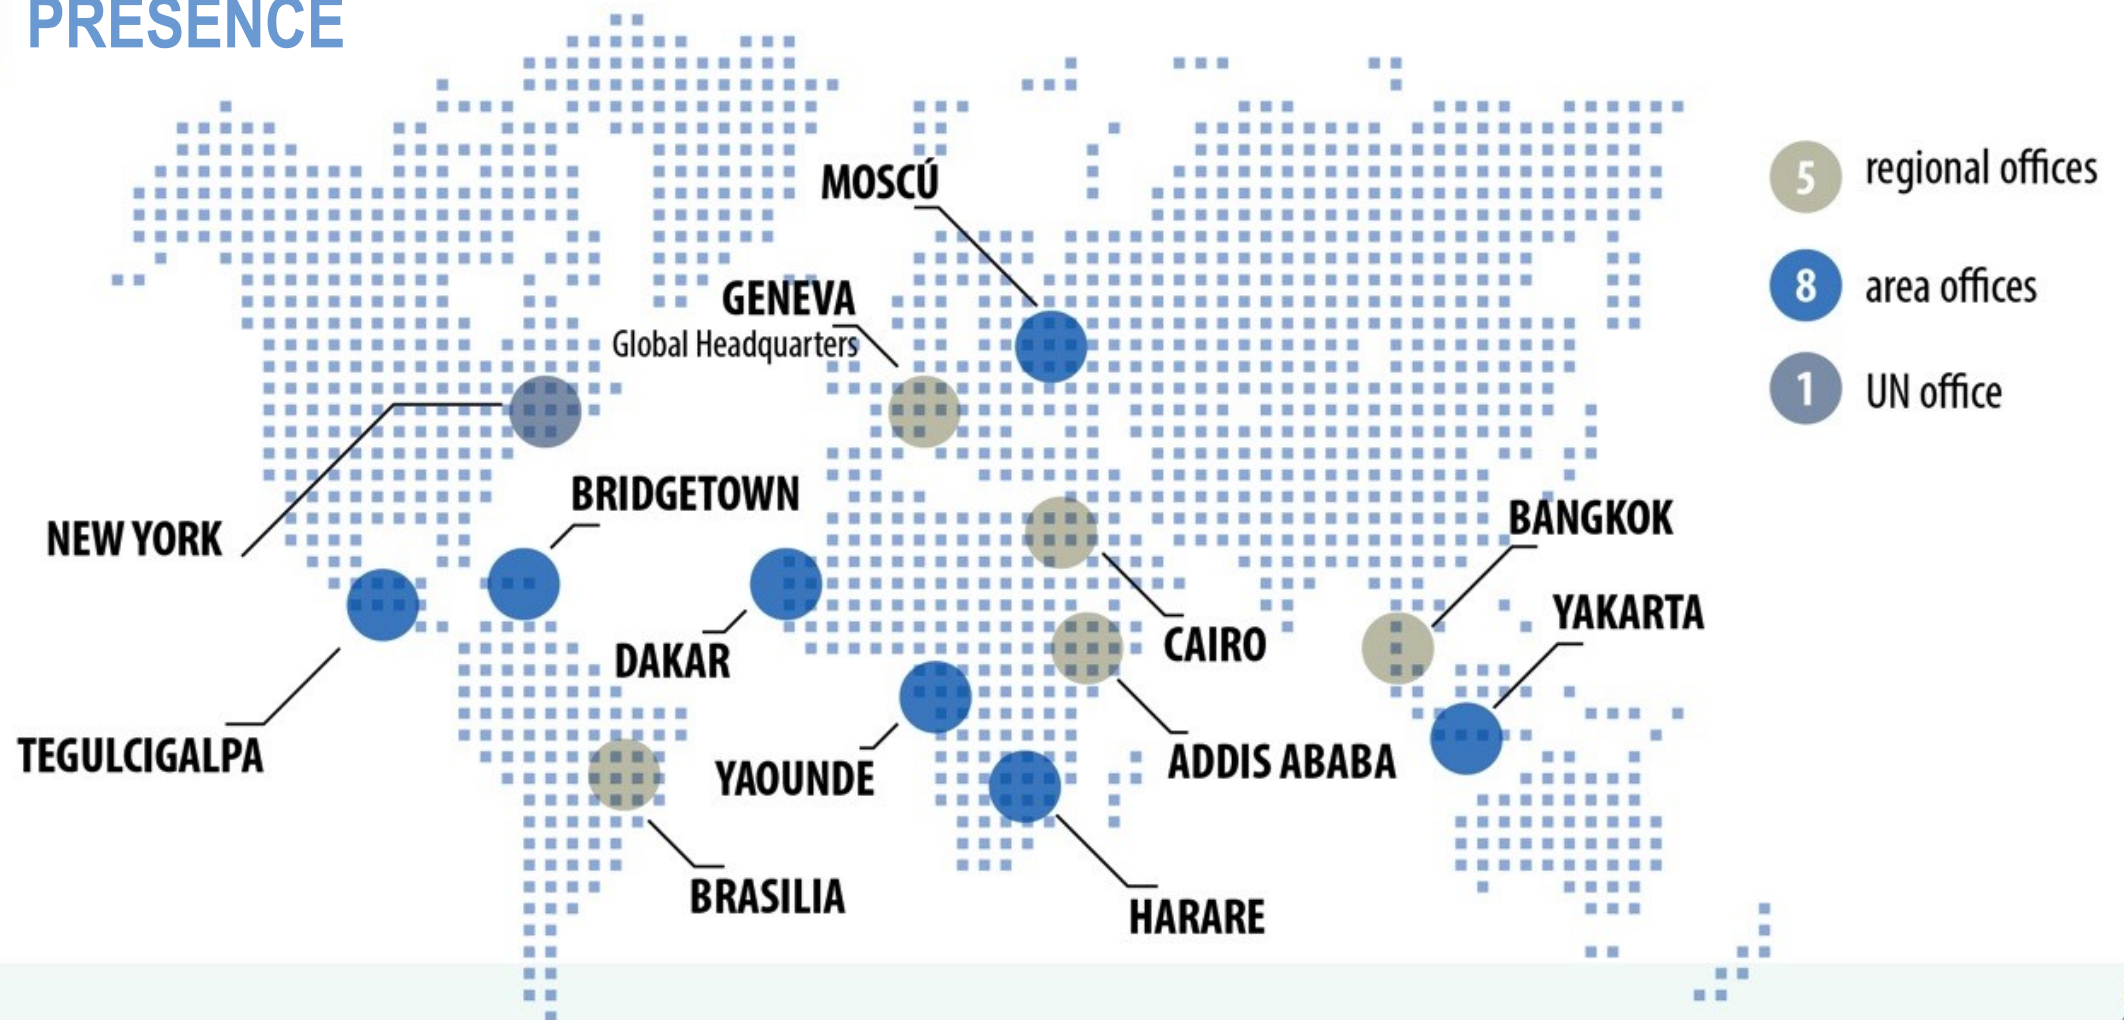 PRESENCE
MOSCÚ
GENEVA
Global Headquarters
NEW YORK
BRIDGETOWN
TEGULCIGALPA
DAKAR
YAOUNDE
BRASILIA
CAIRO
ADDIS ABABA
HARARE
BANGKOK
YAKARTA
5 regional offices
8 area offices
1 UN office